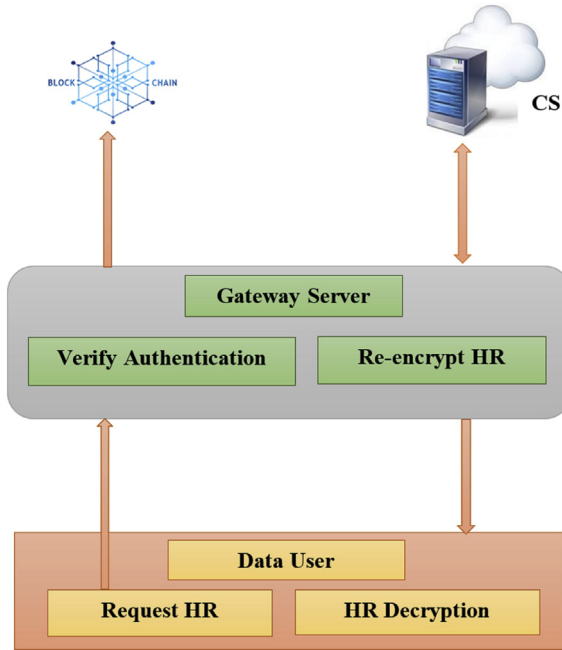 BLOCK CHAIN
CS
Gateway Server
Verify Authentication
Re-encrypt HR
Data User
Request HR
HR Decryption